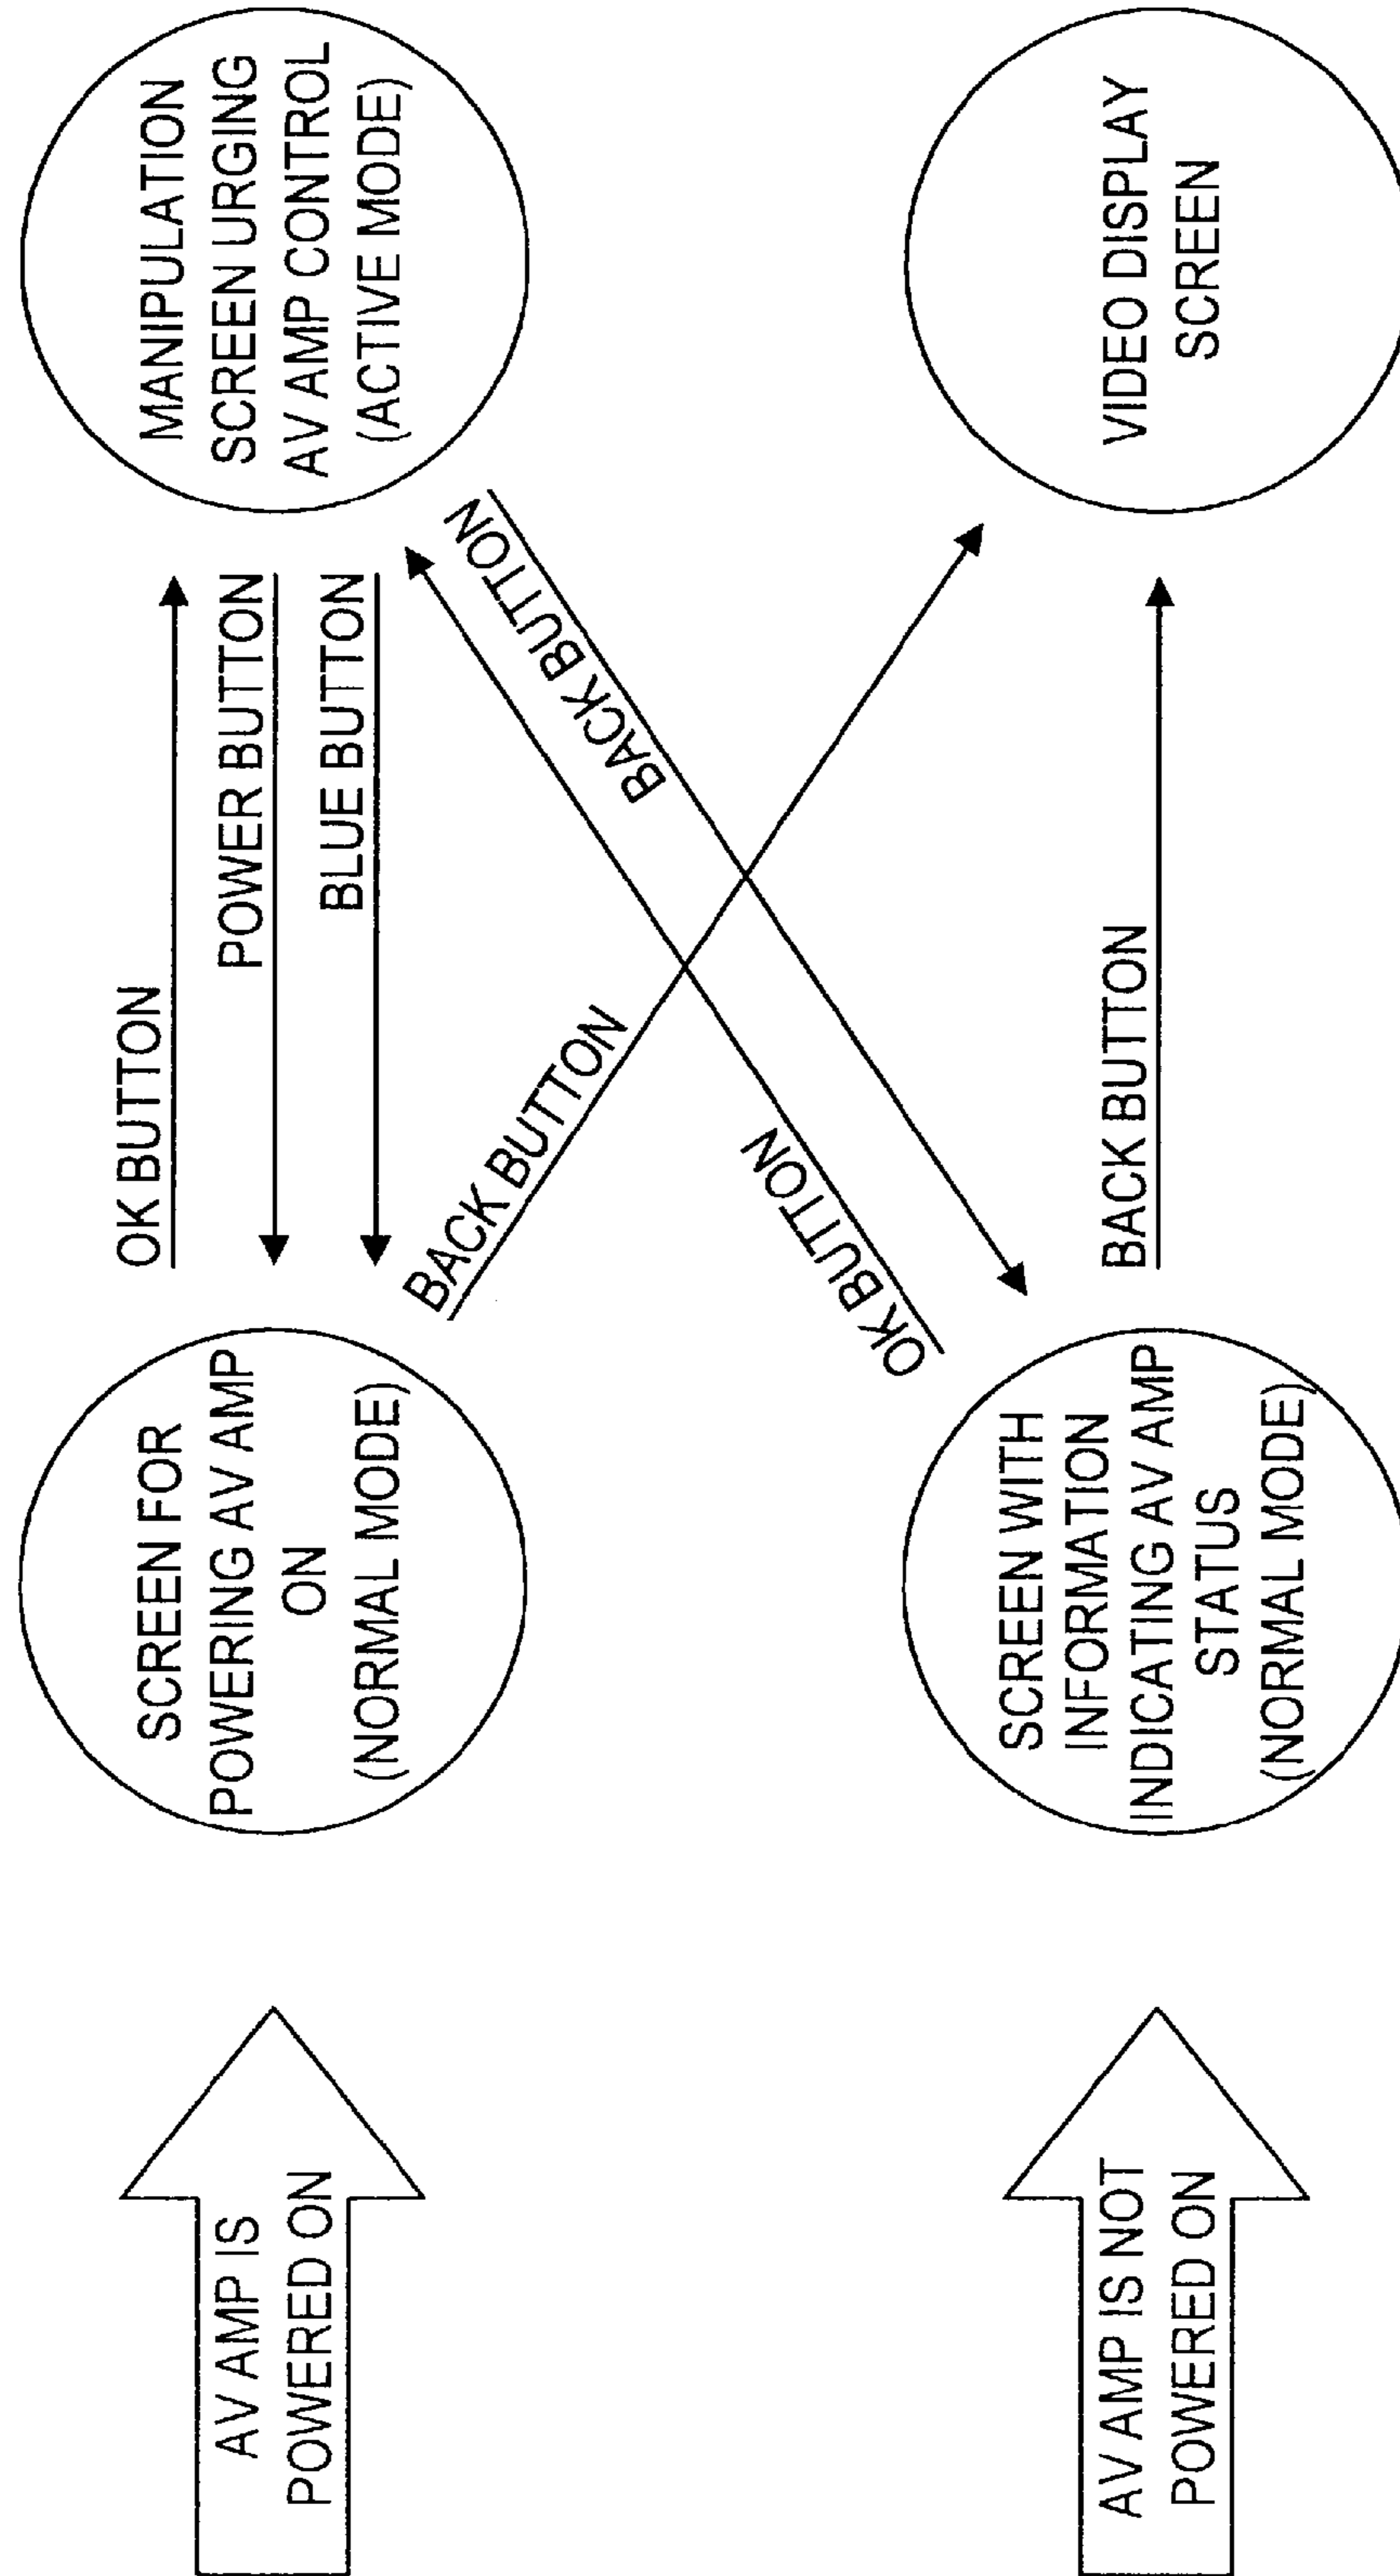 AV AMP IS
POWERED ON
SCREEN FOR
POWERING AV AMP
ON
(NORMAL MODE)
OK BUTTON
POWER BUTTON
BLUE BUTTON
BACK BUTTON
MANIPULATION
SCREEN URGING
AV AMP CONTROL
(ACTIVE MODE)
BACK BUTTON
OK BUTTON
AV AMP IS NOT
POWERED ON
SCREEN WITH
INFORMATION
INDICATING AV AMP
STATUS
(NORMAL MODE)
BACK BUTTON
VIDEO DISPLAY
SCREEN